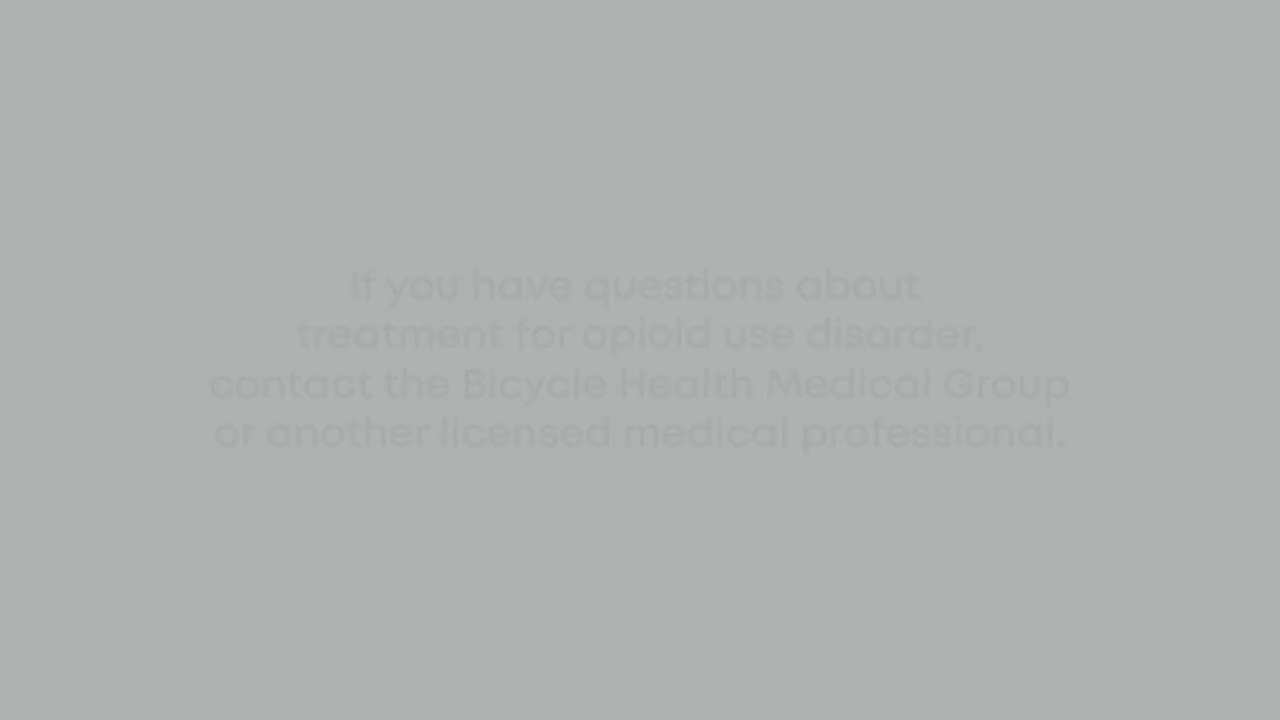 If you have questions about
treatment for opioid use disorder,
contact the Bicycle Health Medical Group
or another licensed medical professional.